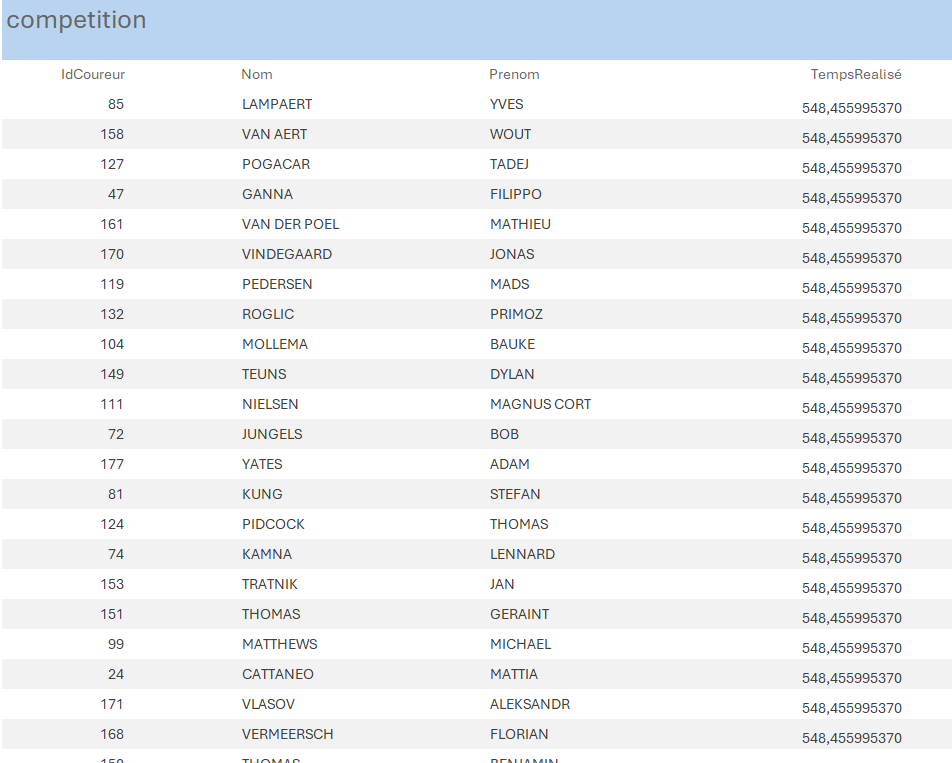 competition
IdCoureur Nom Prenom TempsRealisé
85 LAMPAERT YVES 548,455995370
158 VAN AERT WOUT 548,455995370
127 POGACAR TADEJ 548,455995370
47 GANNA FILIPPO 548,455995370
161 VAN DER POEL MATHIEU 548,455995370
170 VINDEGAARD JONAS 548,455995370
119 PEDERSEN MADS 548,455995370
132 ROGLIC PRIMOZ 548,455995370
104 MOLLEMA BAUKE 548,455995370
149 TEUNS DYLAN 548,455995370
111 NIELSEN MAGNUS CORT 548,455995370
72 JUNGELS BOB 548,455995370
177 YATES ADAM 548,455995370
81 KUNG STEFAN 548,455995370
124 PIDCOCK THOMAS 548,455995370
74 KAMNA LENNARD 548,455995370
153 TRATNIK JAN 548,455995370
151 THOMAS GERAINT 548,455995370
99 MATTHEWS MICHAEL 548,455995370
24 CATTANEO MATTIA 548,455995370
171 VLASOV ALEKSANDR 548,455995370
168 VERMEERSCH FLORIAN 548,455995370
THOMAS BENJAMIN